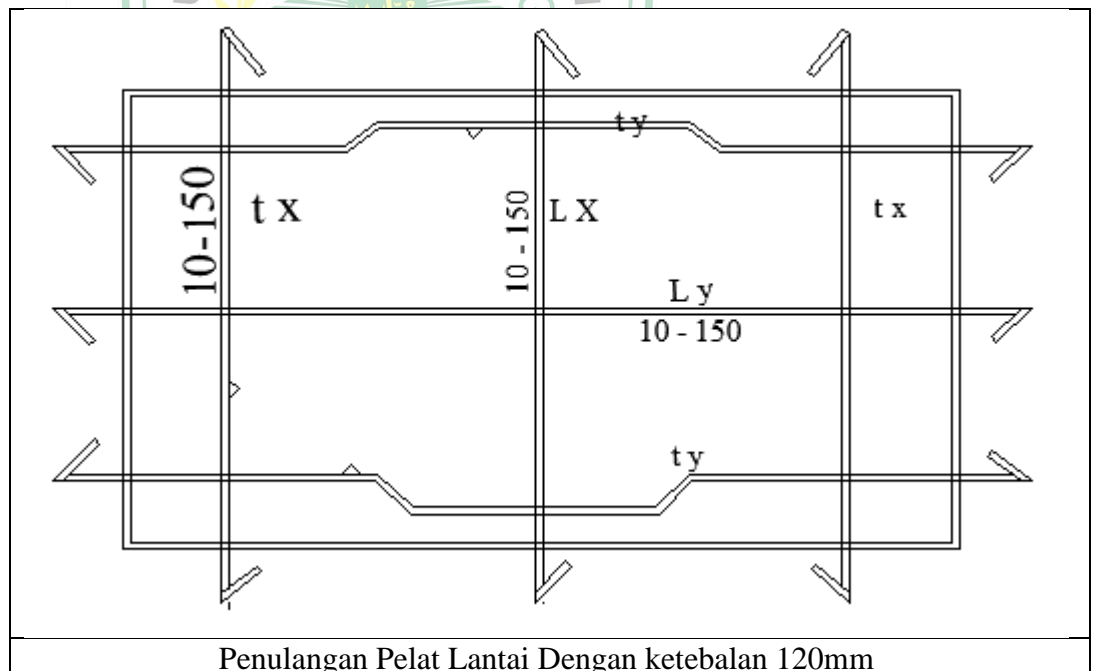 t y
10-150
t x
10 - 150
L X
t x
L y
10 - 150
t y
Penulangan Pelat Lantai Dengan ketebalan 120mm